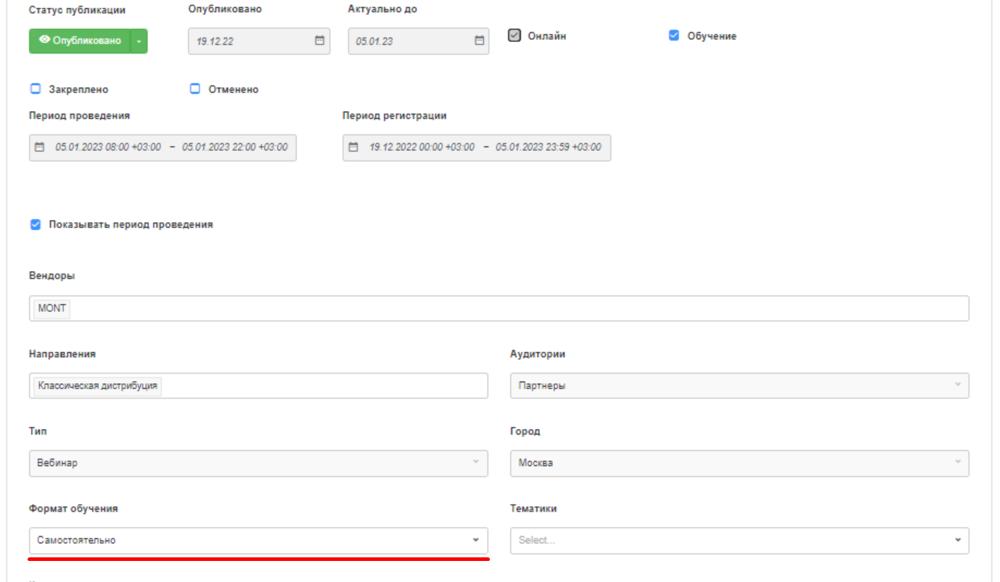 Статус публикации Опубликовано Актуально до
Опубликовано 19.12.22 05.01.23 Онлайн Обучение
Закреплено Отменено
Период проведения Период регистрации
05.01.2023 08:00 +03:00 – 05.01.2023 22:00 +03:00 19.12.2022 00:00 +03:00 – 05.01.2023 23:59 +03:00
Показывать период проведения
Вендоры
MONT
Направления Аудитории
Классическая дистрибуция Партнеры
Тип Город
Вебинар Москва
Формат обучения Тематики
Самостоятельно Select...